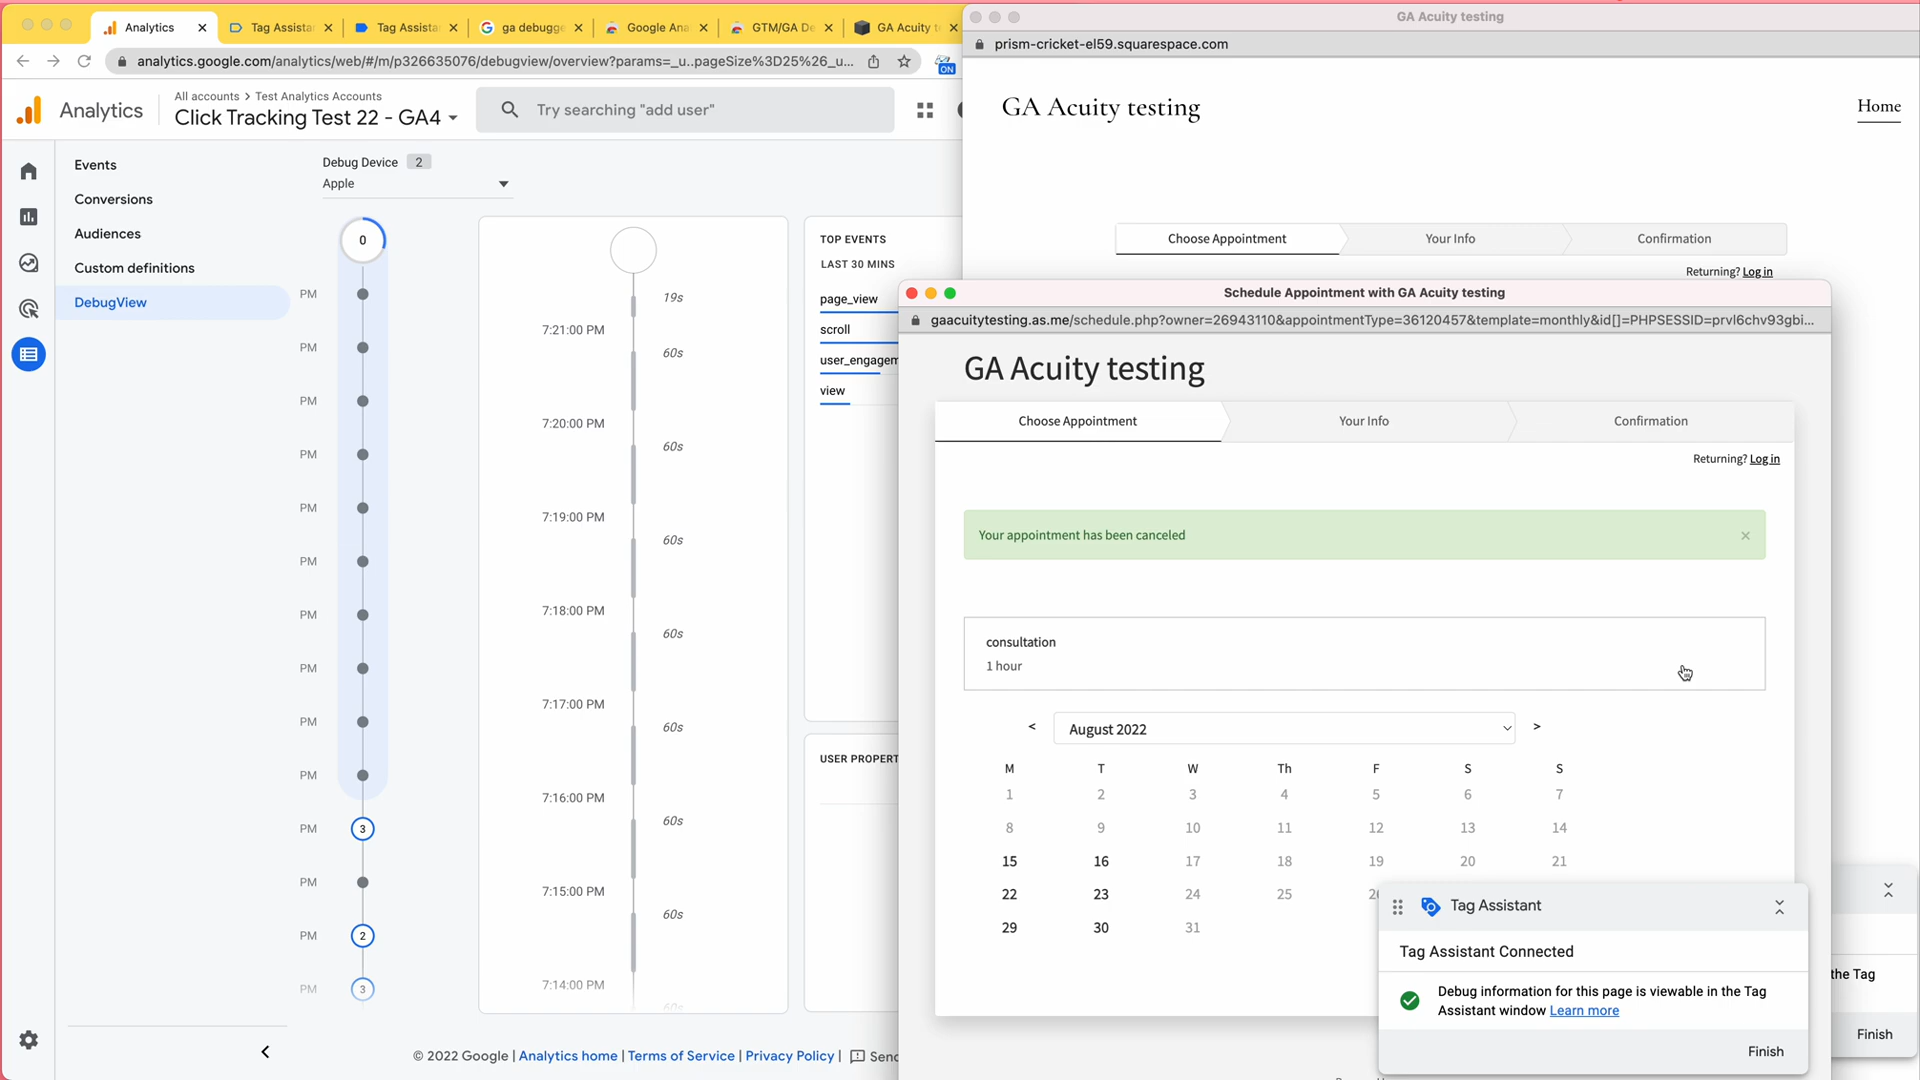 Analytics
Tag Assista
Tag Assista
ga debugge
Google Ana
GTM/GA De
GA Acuity t
analytics.google.com/analytics/web/#/m/p326635076/debugview/overview?params=_u..pageSize%3D25%26_u...
ON
Analytics
All accounts > Test Analytics Accounts
Click Tracking Test 22 - GA4
Try searching "add user"
Events
Conversions
Audiences
Custom definitions
DebugView
Debug Device 2
Apple
0
PM
PM
PM
PM
PM
PM
PM
PM
PM
PM
PM 3
PM
PM 2
PM 3
19s
7:21:00 PM
60s
7:20:00 PM
60s
7:19:00 PM
60s
7:18:00 PM
60s
7:17:00 PM
60s
7:16:00 PM
60s
7:15:00 PM
60s
7:14:00 PM
60s
TOP EVENTS
LAST 30 MINS
page_view
scroll
user_engagem
view
USER PROPERT
© 2022 Google | Analytics home | Terms of Service | Privacy Policy | Send
GA Acuity testing
prism-cricket-el59.squarespace.com
GA Acuity testing
Home
Choose Appointment
Your Info
Confirmation
Returning? Log in
Schedule Appointment with GA Acuity testing
gaacuitytesting.as.me/schedule.php?owner=26943110&appointmentType=36120457&template=monthly&id[]=PHPSESSID=prvl6chv93gbi...
GA Acuity testing
Choose Appointment
Your Info
Confirmation
Returning? Log in
Your appointment has been canceled ×
consultation
1 hour
< August 2022 >
M T W Th F S S
1 2 3 4 5 6 7
8 9 10 11 12 13 14
15 16 17 18 19 20 21
22 23 24 25
29 30 31
Tag Assistant
Tag Assistant Connected
Debug information for this page is viewable in the Tag
Assistant window Learn more
Finish
the Tag
Finish